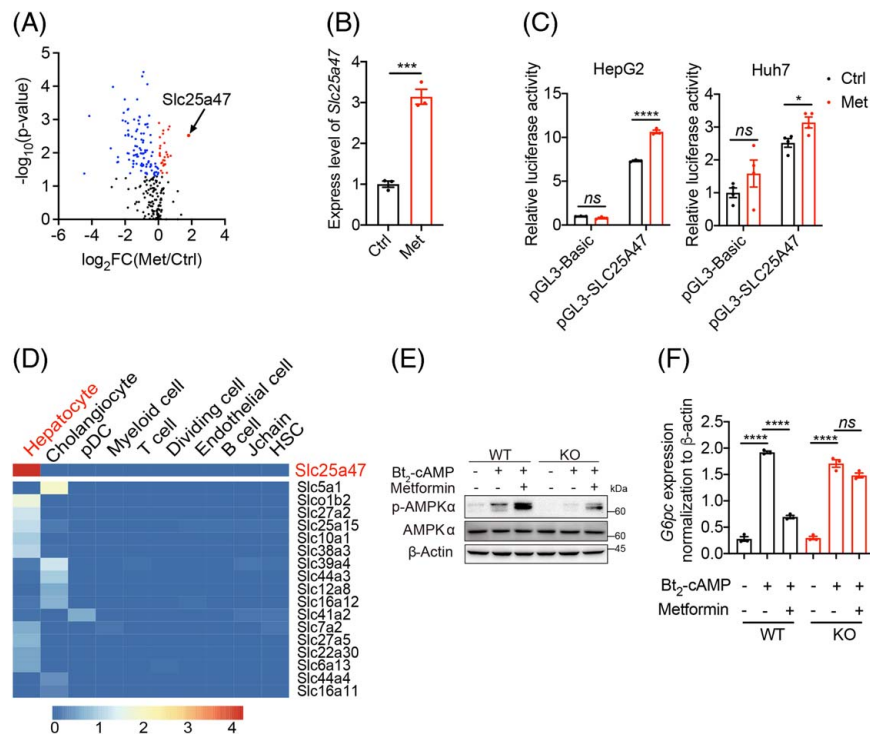 (A)
5
4
3
2
1
0
-log10(p-value)
Slc25a47
-6 -4 -2 0 2 4
log2FC(Met/Ctrl)
(B)
4
3
2
1
0
Express level of Slc25a47
***
Ctrl Met
(C)
HepG2
Relative luciferase activity
15
10
5
0
ns
****
pGL3-Basic
pGL3-SLC25A47
Huh7
Relative luciferase activity
4
3
2
1
0
ns
*
pGL3-Basic
pGL3-SLC25A47
Ctrl
Met
(D)
Hepatocyte
Cholangiocyte
pDC
Myeloid cell
T cell
Dividing cell
Endothelial cell
B cell
Jchain
HSC
Slc25a47
Slc5a1
Slco1b2
Slc27a2
Slc25a15
Slc10a1
Slc38a3
Slc39a4
Slc44a3
Slc12a8
Slc16a12
Slc41a2
Slc7a2
Slc27a5
Slc22a30
Slc6a13
Slc44a4
Slc16a11
0 1 2 3 4
(E)
WT KO
Bt2-cAMP - + + - + +
Metformin - - + - - +
kDa
p-AMPKα 60
AMPKα 60
β-Actin 45
(F)
G6pc expression
normalization to β-actin
2.5
2.0
1.5
1.0
0.5
0.0
**** **** **** ns
Bt2-cAMP - + + - + +
Metformin - - + - - +
WT KO